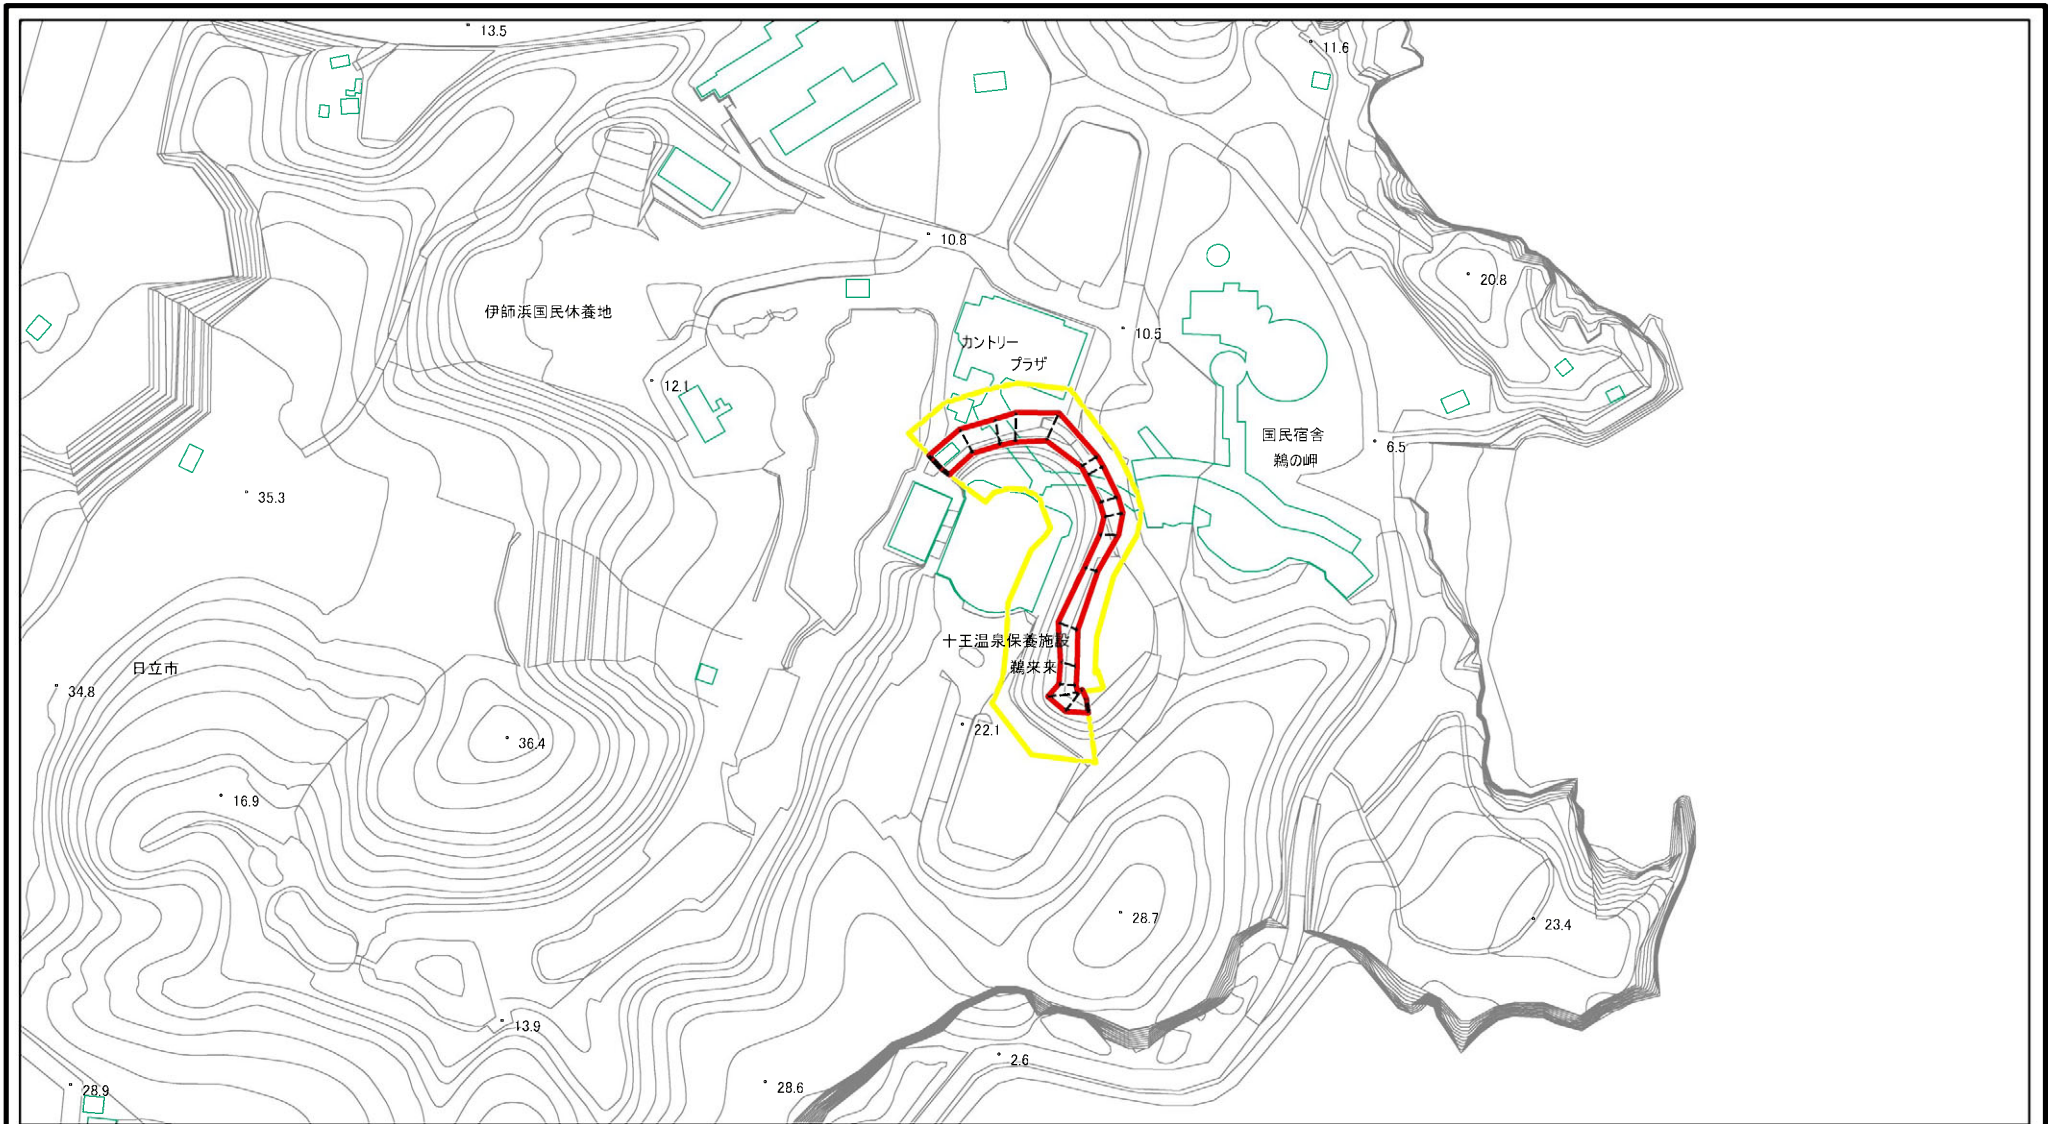 13.5
11.6
10.8
20.8
伊師浜国民休養地
10.5
カントリー
プラザ
12.1
国民宿舎
鵜の岬
6.5
35.3
十王温泉保養施設
鵜来来
日立市
34.8
22.1
36.4
16.9
28.7
23.4
13.9
2.6
28.9
28.6